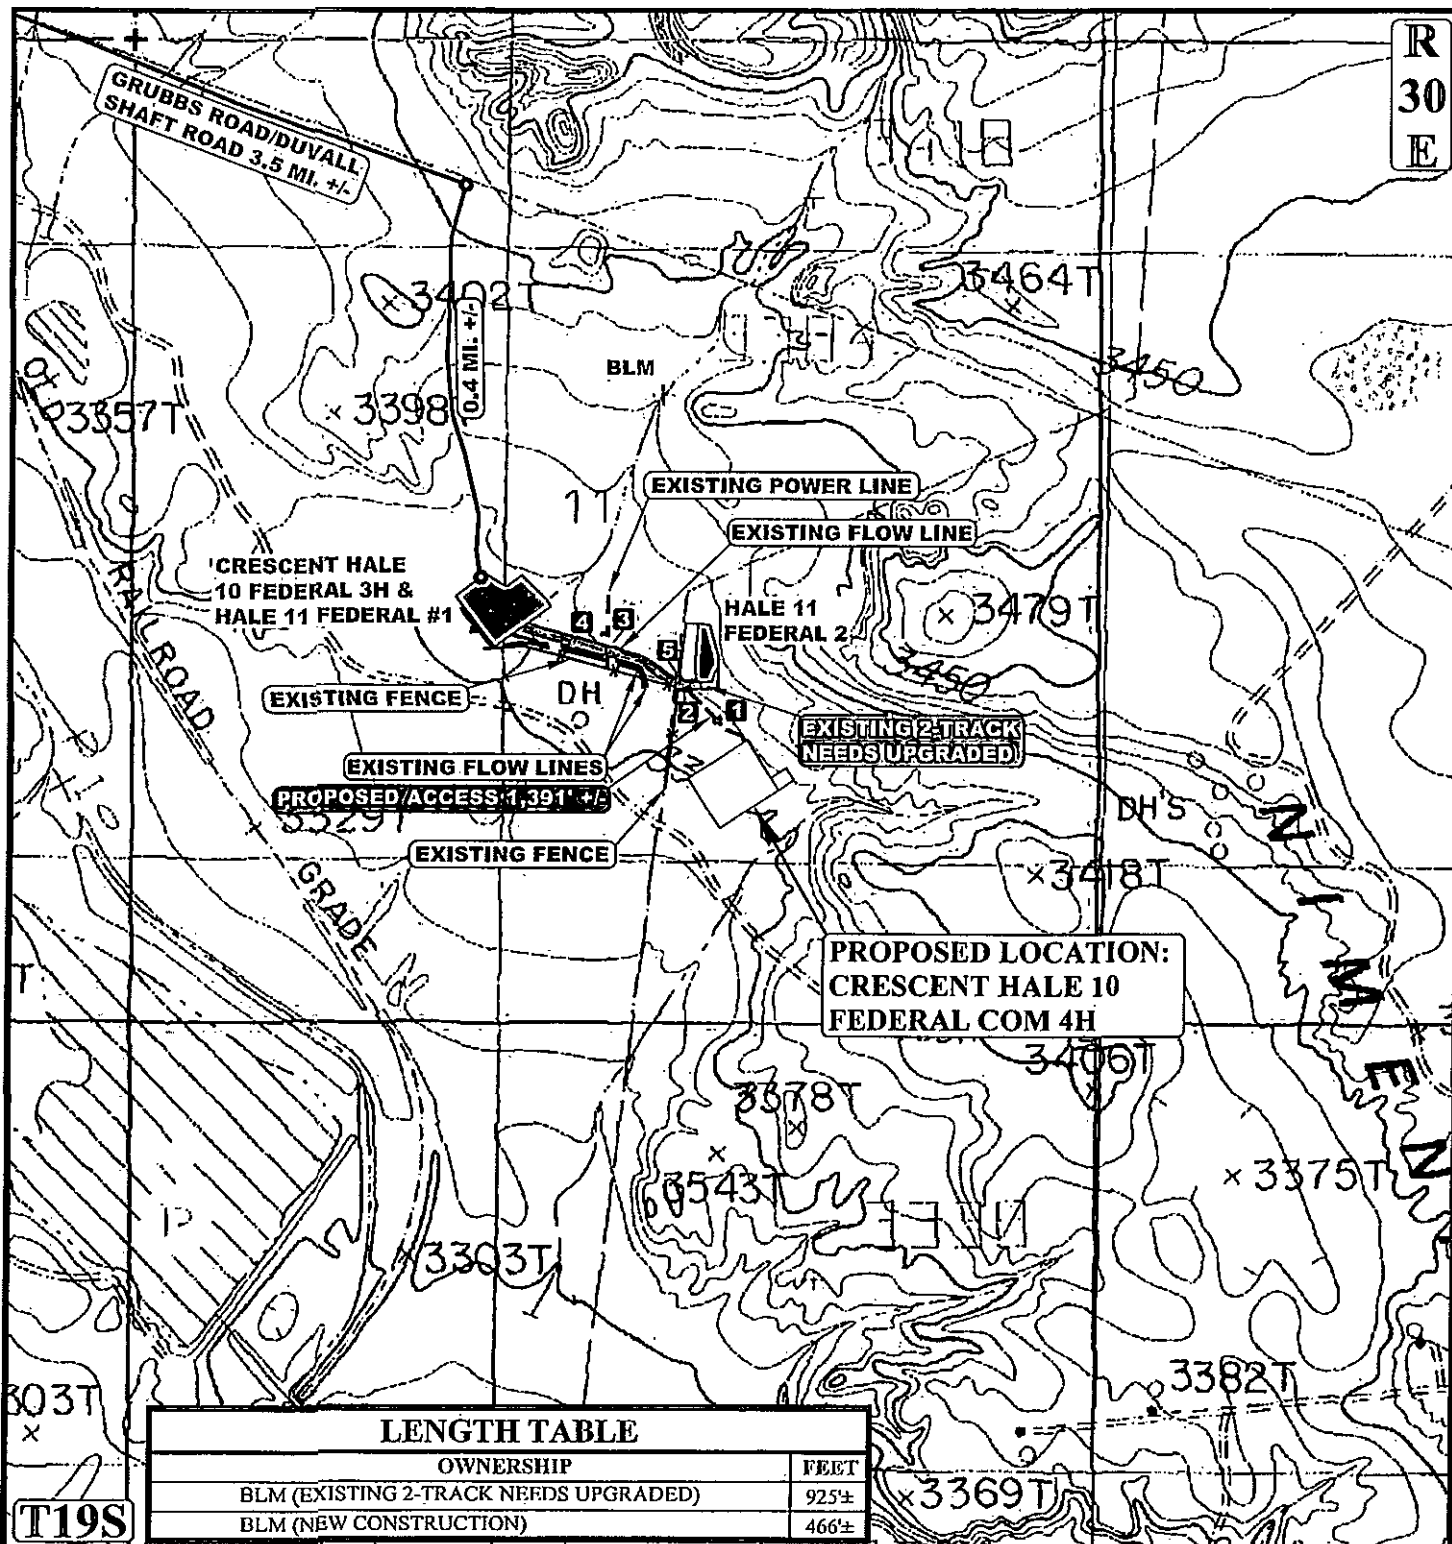 R
30
E
GRUBBS ROAD/DUVALL
SHAFT ROAD 3.5 MI. +/-
3402T
0.4 MI. +/-
3464T
3450
BLM
3398
3357T
11
EXISTING POWER LINE
EXISTING FLOW LINE
CRESCENT HALE
10 FEDERAL 3H &
HALE 11 FEDERAL #1
4
3
HALE 11
FEDERAL 2
3479T
5
3450
RAILROAD
EXISTING FENCE
DH
2
1
EXISTING 2-TRACK
NEEDS UPGRADED
EXISTING FLOW LINES
PROPOSED ACCESS 1,391' +/-
3329T
DH'S
EXISTING FENCE
GRADE
3418T
PROPOSED LOCATION:
CRESCENT HALE 10
FEDERAL COM 4H
N I M E N
3406T
3378T
3543T
3375T
3303T
3382T
303T
3369T
LENGTH TABLE
OWNERSHIP FEET
BLM (EXISTING 2-TRACK NEEDS UPGRADED) 925'±
BLM (NEW CONSTRUCTION) 466'±
T19S